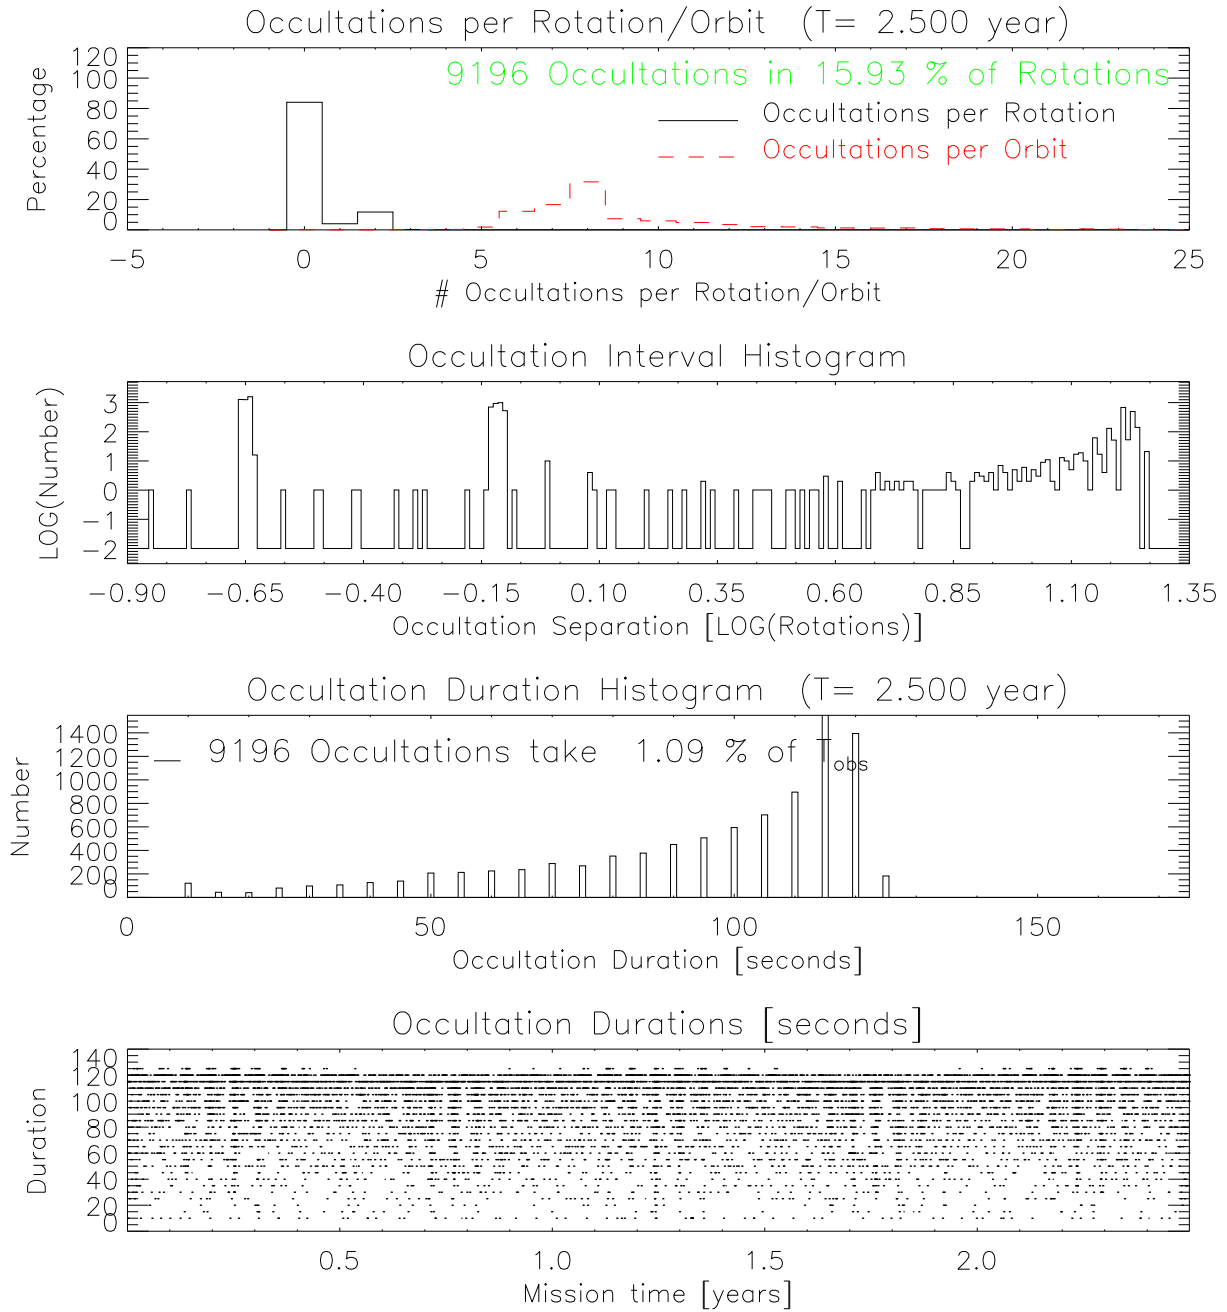 Occultations per Rotation/Orbit (T= 2.500 year)
120
100
80
60
40
20
0
Percentage
9196 Occultations in 15.93 % of Rotations
Occultations per Rotation
Occultations per Orbit
-5 0 5 10 15 20 25
# Occultations per Rotation/Orbit
Occultation Interval Histogram
3
2
1
0
-1
-2
LOG(Number)
-0.90 -0.65 -0.40 -0.15 0.10 0.35 0.60 0.85 1.10 1.35
Occultation Separation [LOG(Rotations)]
Occultation Duration Histogram (T= 2.500 year)
1400
1200
1000
800
600
400
200
0
Number
9196 Occultations take 1.09 % of Tobs
0 50 100 150
Occultation Duration [seconds]
Occultation Durations [seconds]
140
120
100
80
60
40
20
0
Duration
0.5 1.0 1.5 2.0
Mission time [years]